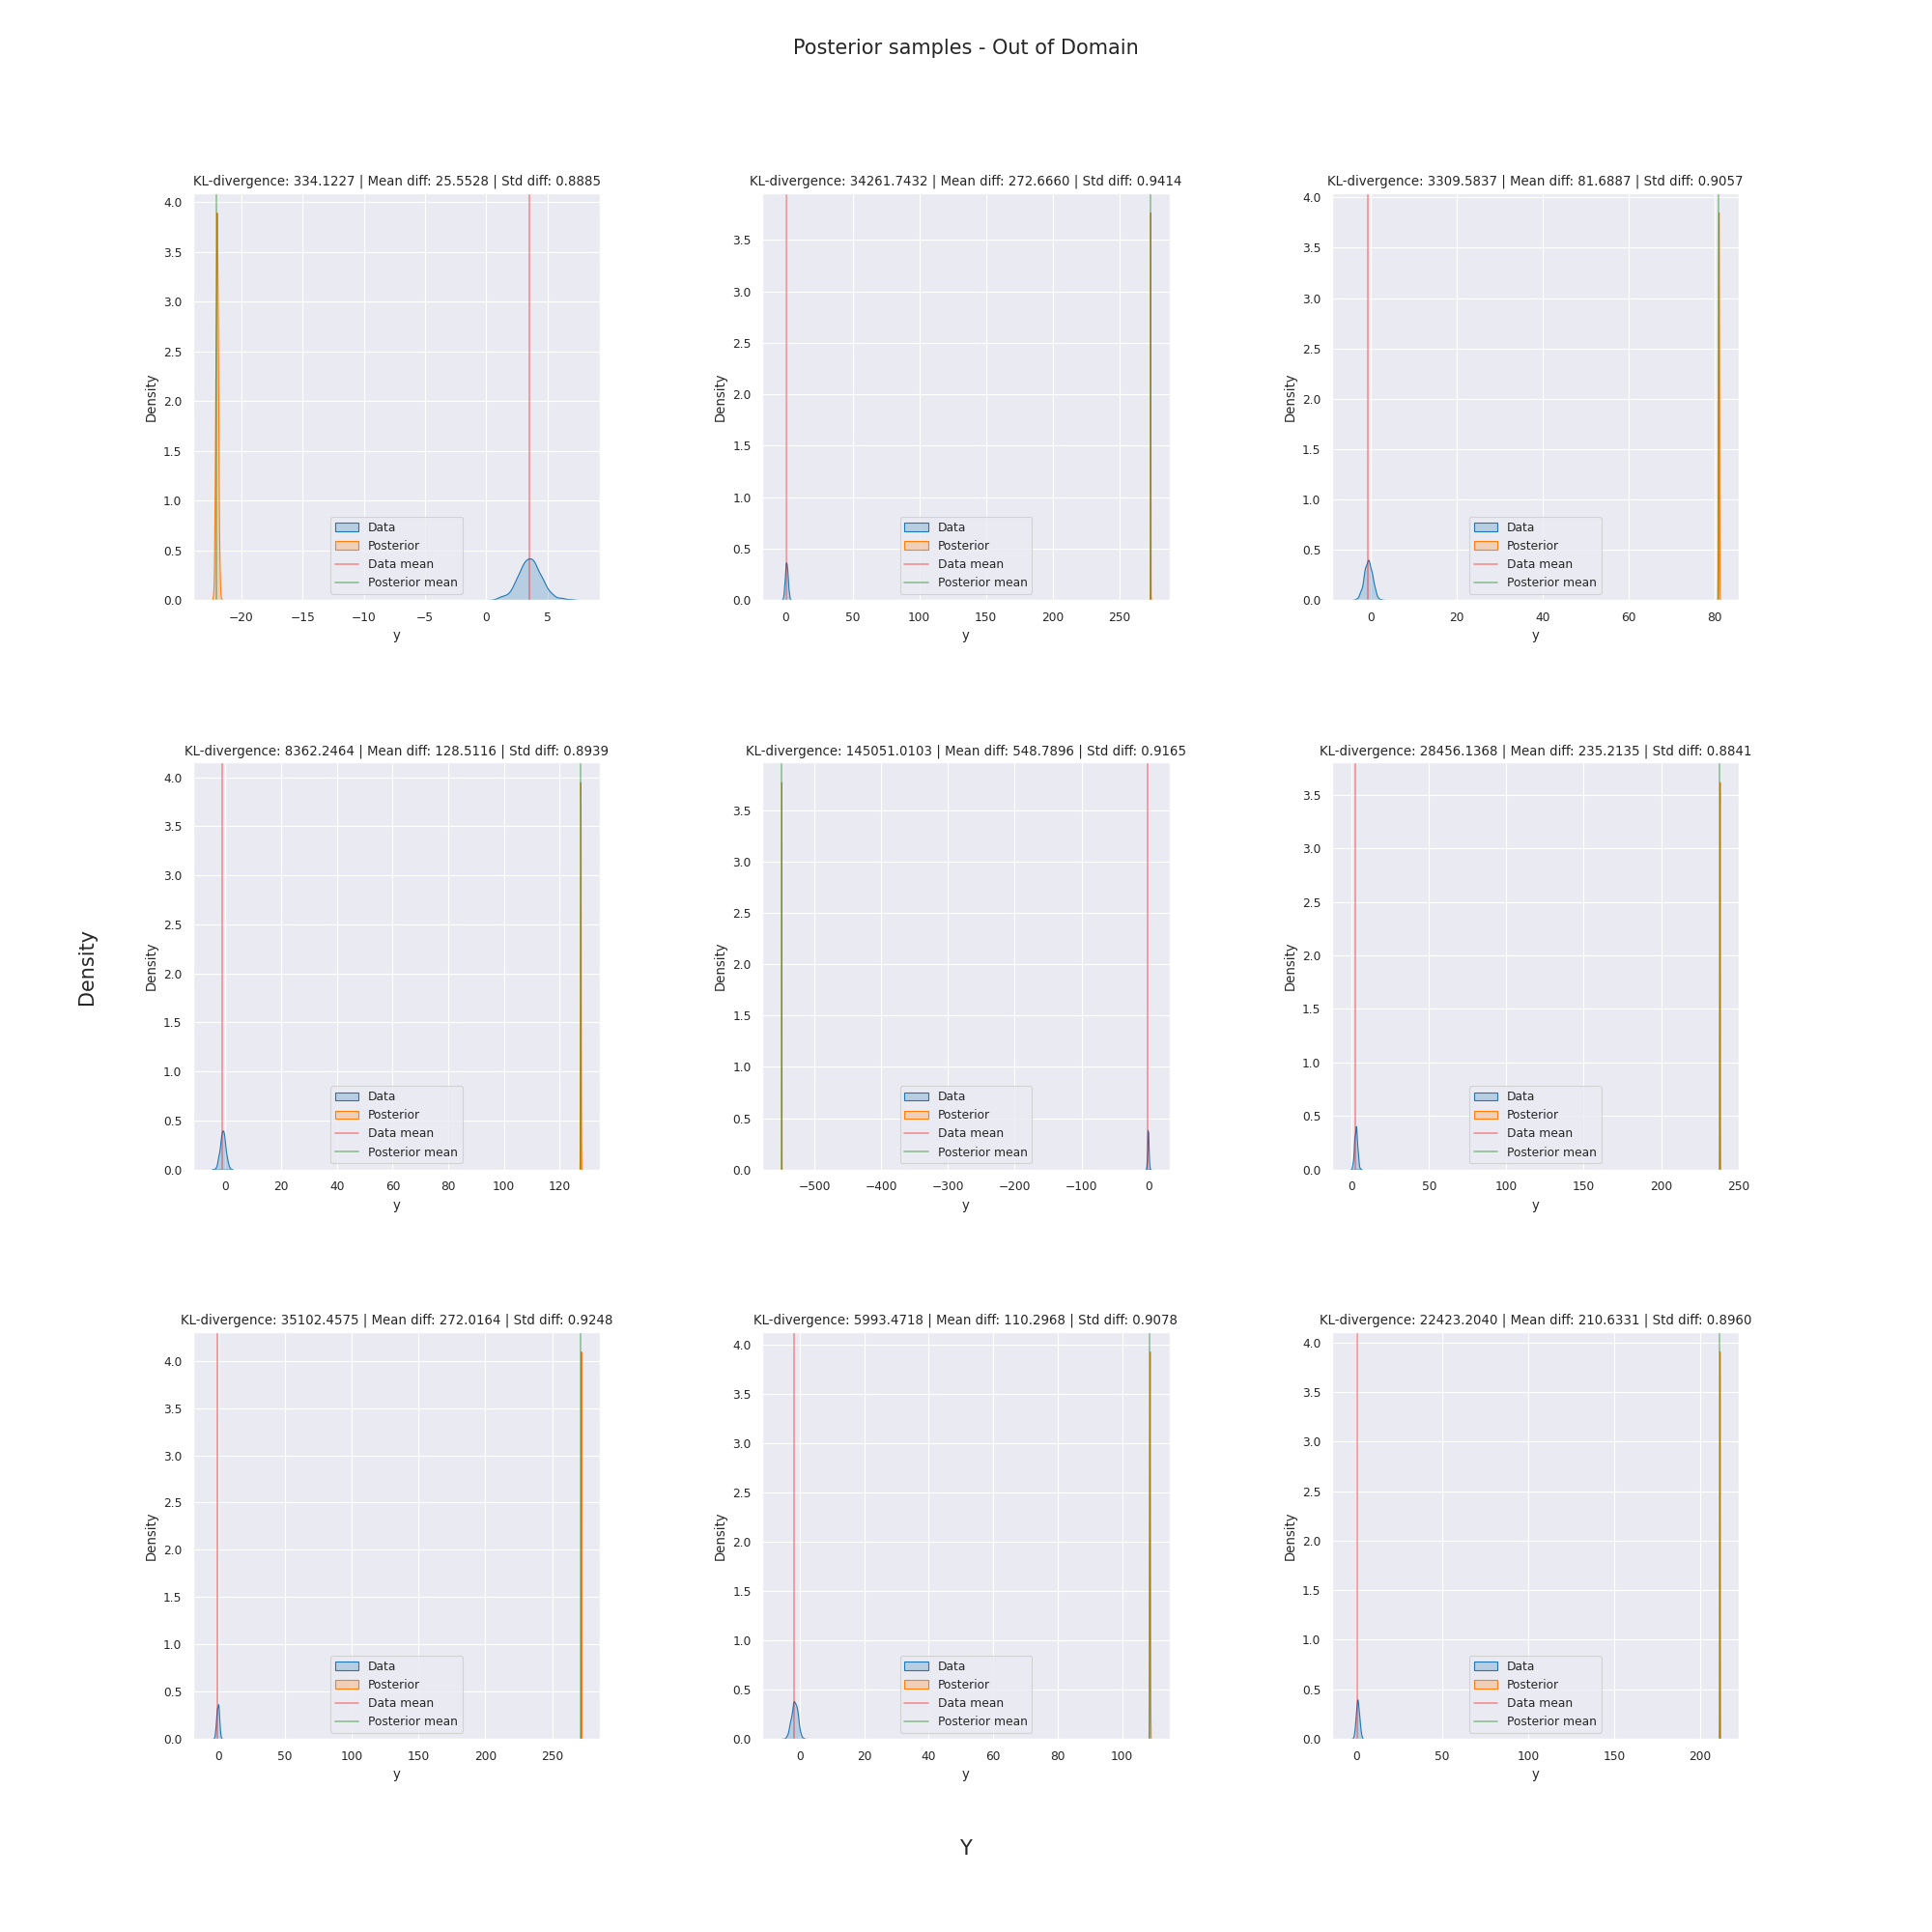 Posterior samples - Out of Domain
KL-divergence: 334.1227 | Mean diff: 25.5528 | Std diff: 0.8885
4.0
3.5
3.0
2.5
2.0
1.5
1.0
0.5
0.0
Density
Data
Posterior
Data mean
Posterior mean
−20 −15 −10 −5 0 5
y
KL-divergence: 34261.7432 | Mean diff: 272.6660 | Std diff: 0.9414
3.5
3.0
2.5
2.0
1.5
1.0
0.5
0.0
Density
Data
Posterior
Data mean
Posterior mean
0 50 100 150 200 250
y
KL-divergence: 3309.5837 | Mean diff: 81.6887 | Std diff: 0.9057
4.0
3.5
3.0
2.5
2.0
1.5
1.0
0.5
0.0
Density
Data
Posterior
Data mean
Posterior mean
0 20 40 60 80
y
KL-divergence: 8362.2464 | Mean diff: 128.5116 | Std diff: 0.8939
4.0
3.5
3.0
2.5
2.0
1.5
1.0
0.5
0.0
Density
Data
Posterior
Data mean
Posterior mean
0 20 40 60 80 100 120
y
KL-divergence: 145051.0103 | Mean diff: 548.7896 | Std diff: 0.9165
3.5
3.0
2.5
2.0
1.5
1.0
0.5
0.0
Density
Data
Posterior
Data mean
Posterior mean
−500 −400 −300 −200 −100 0
y
KL-divergence: 28456.1368 | Mean diff: 235.2135 | Std diff: 0.8841
3.5
3.0
2.5
2.0
1.5
1.0
0.5
0.0
Density
Data
Posterior
Data mean
Posterior mean
0 50 100 150 200 250
y
KL-divergence: 35102.4575 | Mean diff: 272.0164 | Std diff: 0.9248
4.0
3.5
3.0
2.5
2.0
1.5
1.0
0.5
0.0
Density
Data
Posterior
Data mean
Posterior mean
0 50 100 150 200 250
y
KL-divergence: 5993.4718 | Mean diff: 110.2968 | Std diff: 0.9078
4.0
3.5
3.0
2.5
2.0
1.5
1.0
0.5
0.0
Density
Data
Posterior
Data mean
Posterior mean
0 20 40 60 80 100
y
KL-divergence: 22423.2040 | Mean diff: 210.6331 | Std diff: 0.8960
4.0
3.5
3.0
2.5
2.0
1.5
1.0
0.5
0.0
Density
Data
Posterior
Data mean
Posterior mean
0 50 100 150 200
y
Density
Y